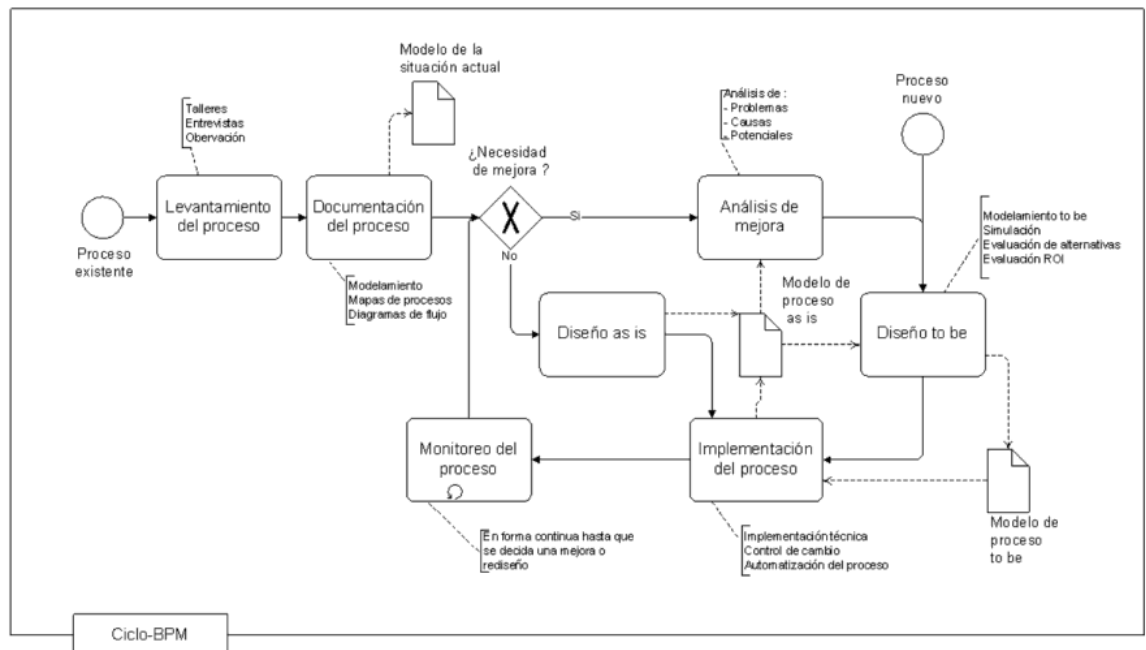 Modelo de la
situación actual
Proceso
nuevo
Talleres
Entrevistas
Obervación
Análisis de :
- Problemas
- Causas
- Potenciales
¿Necesidad
de mejora ?
Levantamiento
del proceso
Documentación
del proceso
X
Si
Análisis de
mejora
Proceso
existente
No
Modelamiento to be
Simulación
Evaluación de alternativas
Evaluación ROI
Modelamiento
Mapas de procesos
Diagramas de flujo
Modelo de
proceso
as is
Diseño as is
Diseño to be
Monitoreo del
proceso
Implementación
del proceso
Modelo de
proceso
to be
En forma continua hasta que
se decida una mejora o
rediseño
Implementación técnica
Control de cambio
Automatización del proceso
Ciclo-BPM